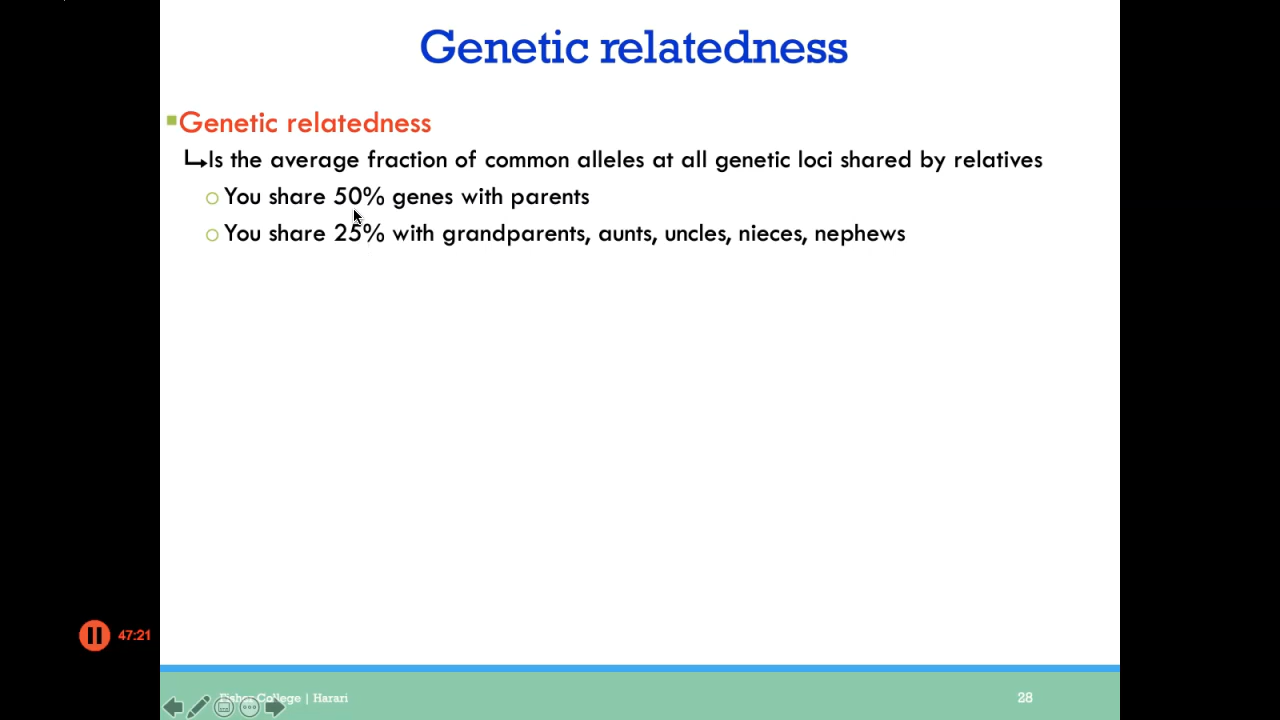 Genetic relatedness
Genetic relatedness
Is the average fraction of common alleles at all genetic loci shared by relatives
You share 50% genes with parents
You share 25% with grandparents, aunts, uncles, nieces, nephews
47:21
Fisher College | Harari
28